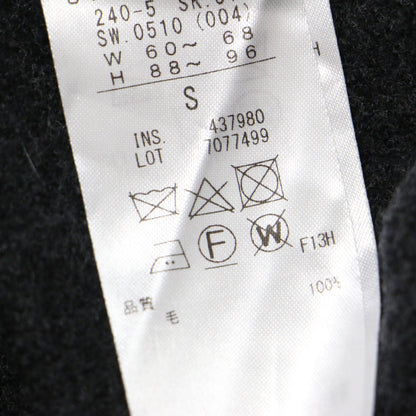 240-5
SW.0510 (004)
W 60～ 68
H 88～ 96
S
INS. 437980
LOT 7077499
F W F13H
品質
毛 100%